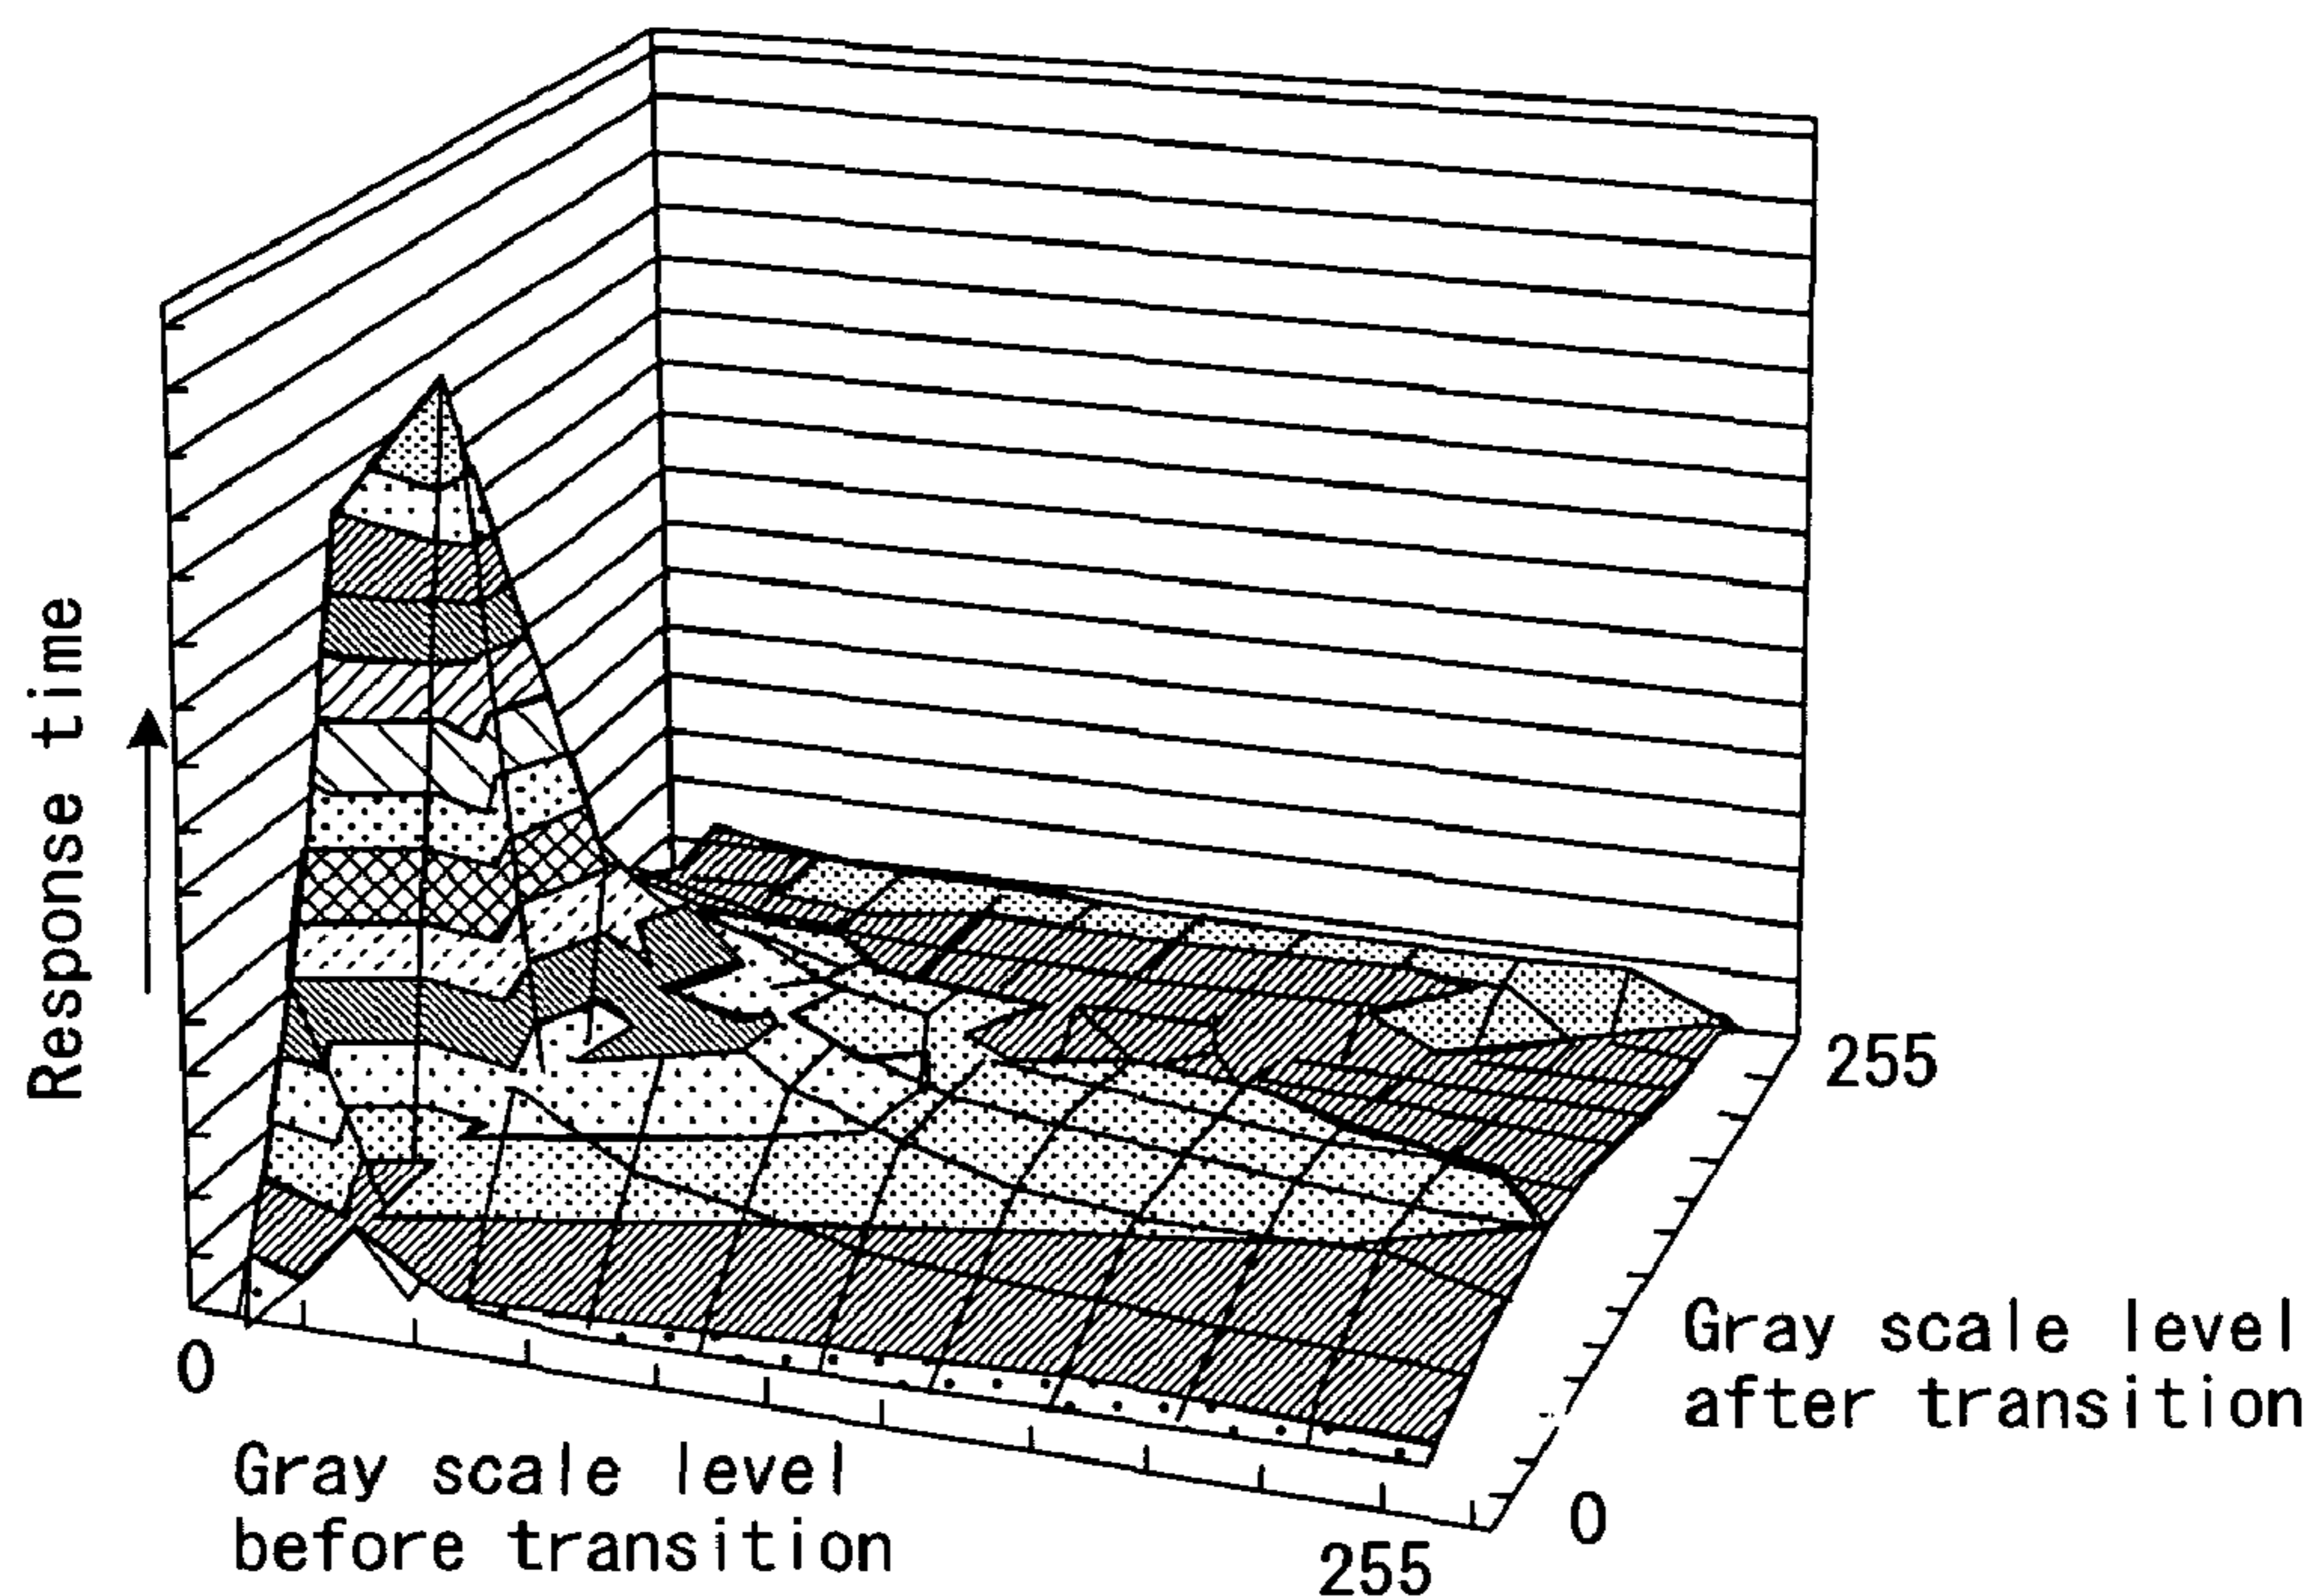 Response time
255
Gray scale level
after transition
0
0
Gray scale level
before transition
255